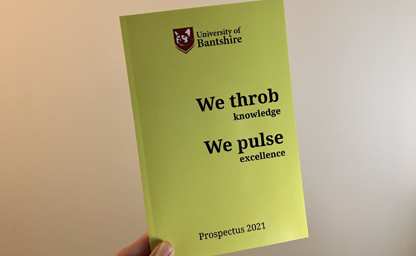 University of
Bantshire
We throb
knowledge
We pulse
excellence
Prospectus 2021